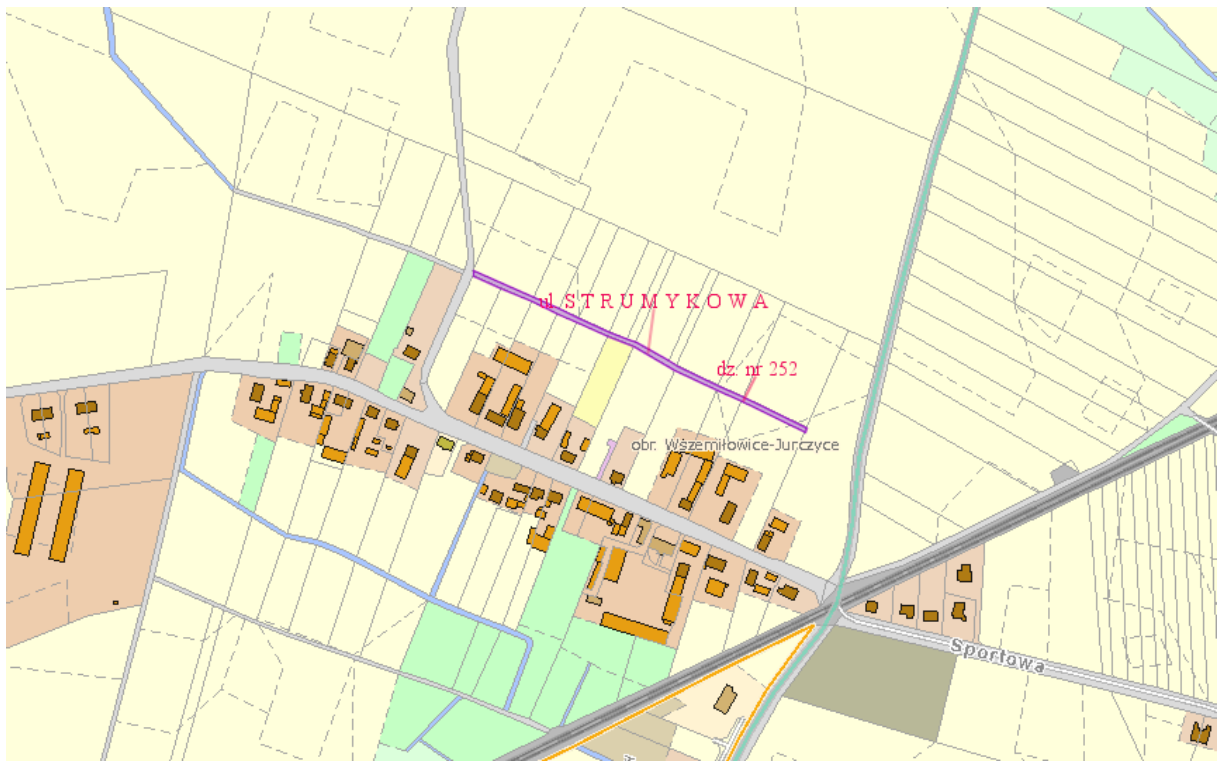 ul. S T R U M Y K O W A
dz. nr 252
obr. Wszemiłowice-Jurczyce
Sportowa